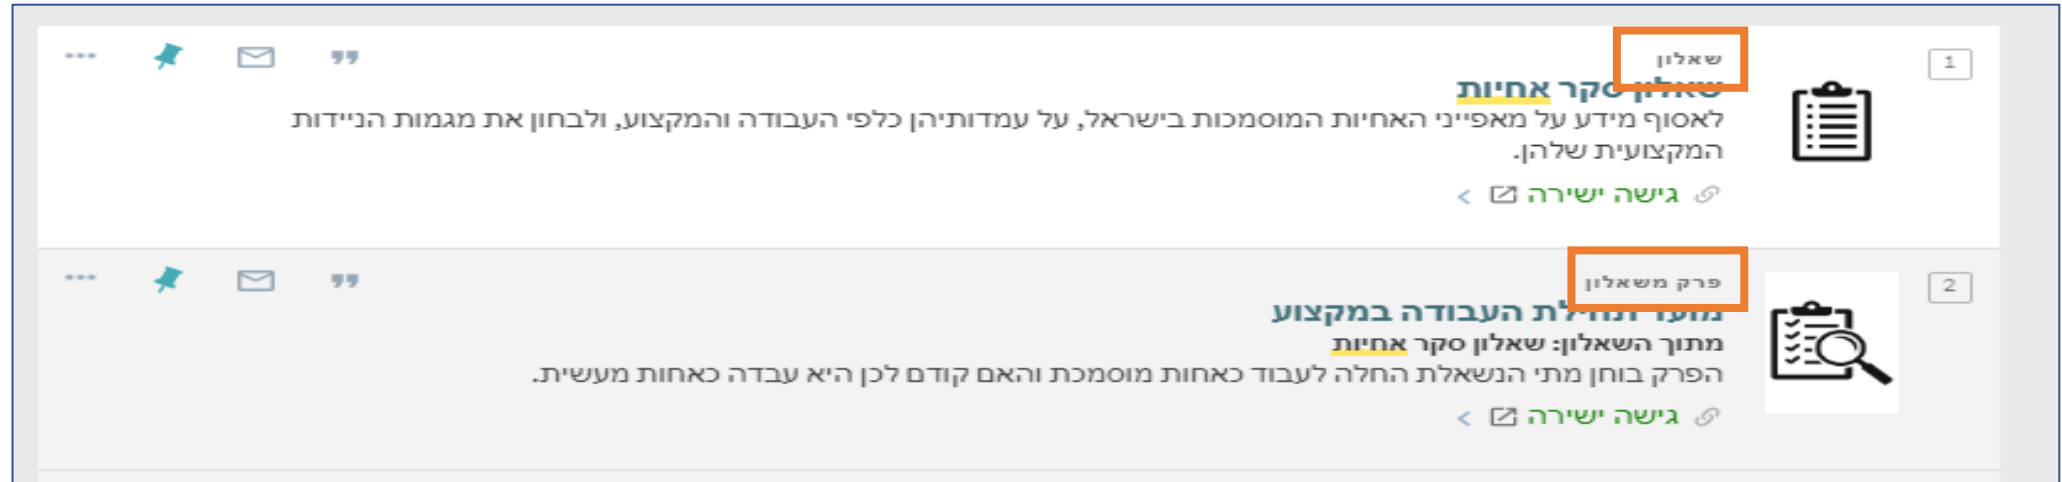 1
שאלון
שאלון סקר אחיות
לאסוף מידע על מאפייני האחיות המוסמכות בישראל, על עמדותיהן כלפי העבודה והמקצוע, ולבחון את מגמות הניידות
המקצועית שלהן.
גישה ישירה
2
פרק משאלון
מועד תחילת העבודה במקצוע
מתוך השאלון: שאלון סקר אחיות
הפרק בוחן מתי הנשאלת החלה לעבוד כאחות מוסמכת והאם קודם לכן היא עבדה כאחות מעשית.
גישה ישירה